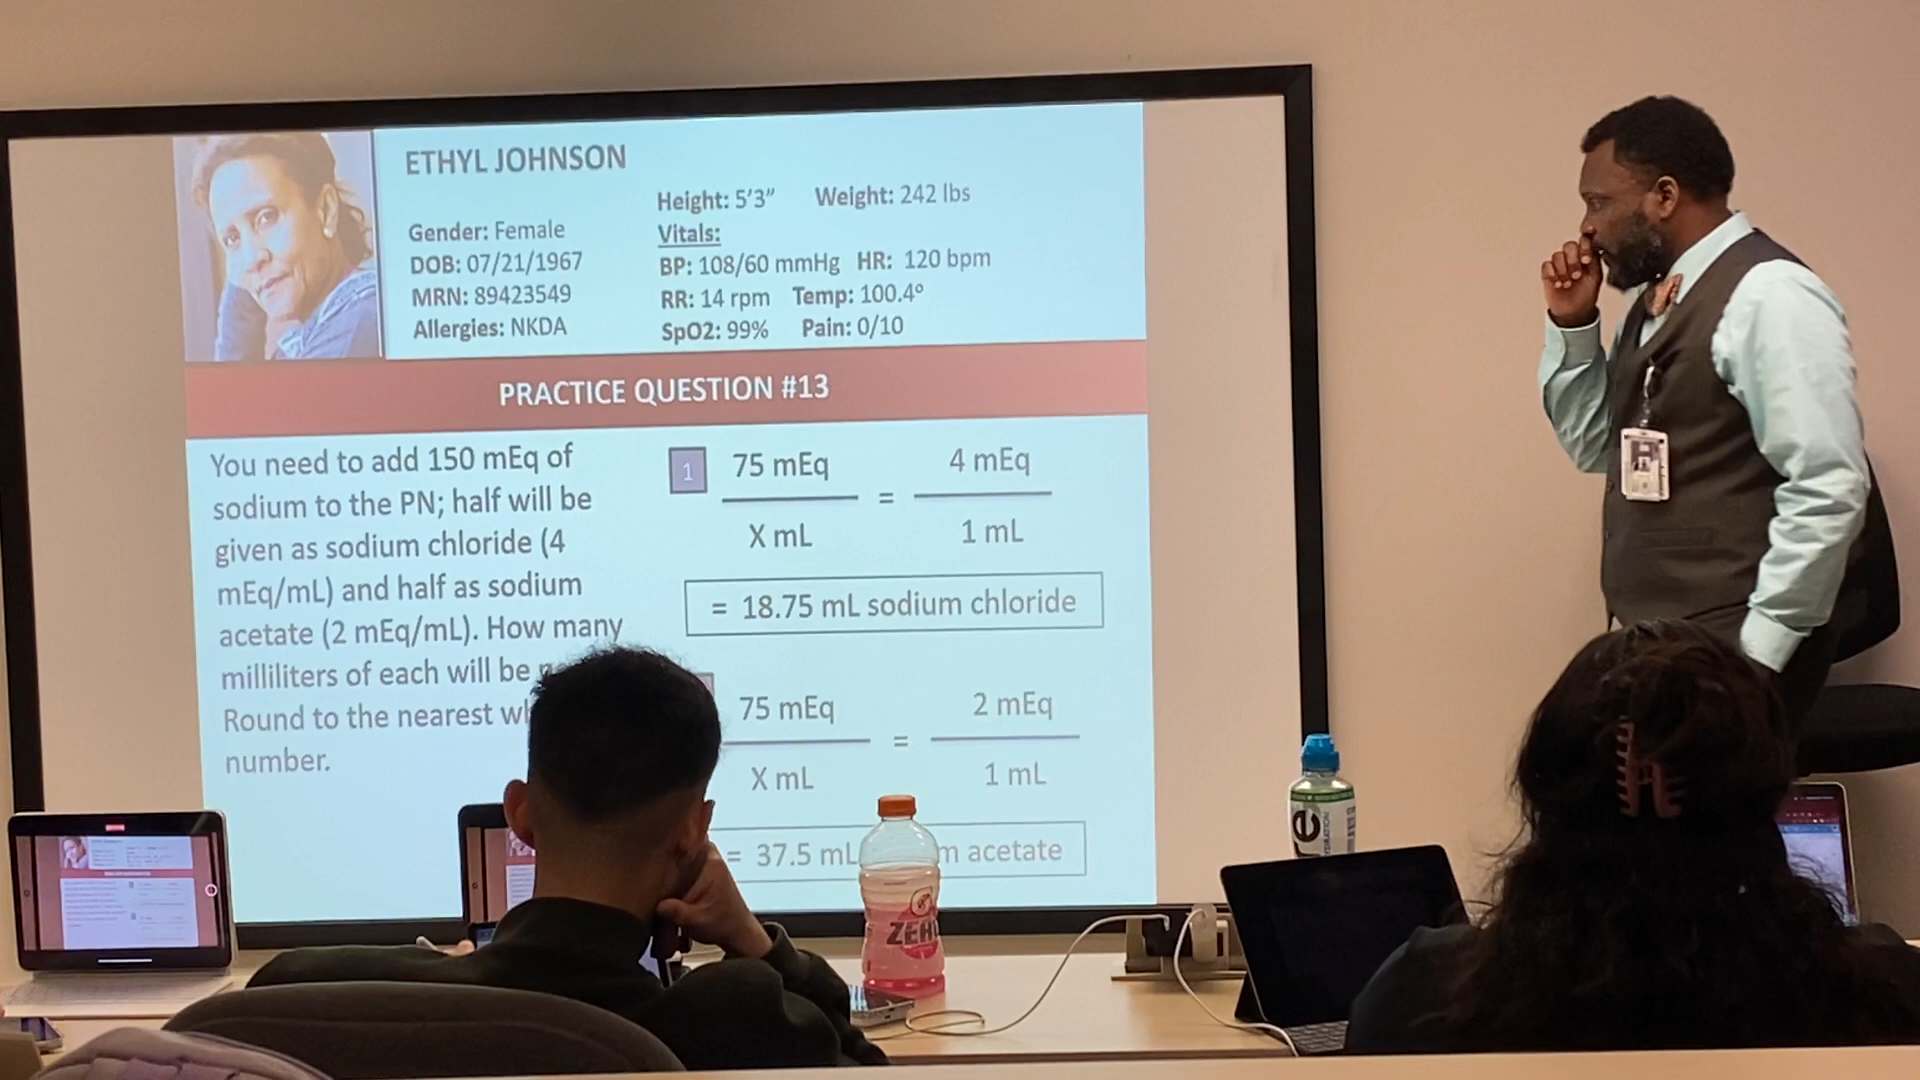 ETHYL JOHNSON
Height: 5'3" Weight: 242 lbs
Gender: Female
Vitals:
DOB: 07/21/1967
BP: 108/60 mmHg HR: 120 bpm
MRN: 89423549
RR: 14 rpm Temp: 100.4°
Allergies: NKDA
SpO2: 99% Pain: 0/10
PRACTICE QUESTION #13
You need to add 150 mEq of
sodium to the PN; half will be
given as sodium chloride (4
mEq/mL) and half as sodium
acetate (2 mEq/mL). How many
milliliters of each will be
Round to the nearest
number.
1
75 mEq 4 mEq
=
X mL 1 mL
= 18.75 mL sodium chloride
75 mEq 2 mEq
=
X mL 1 mL
= 37.5 mL acetate
ZER